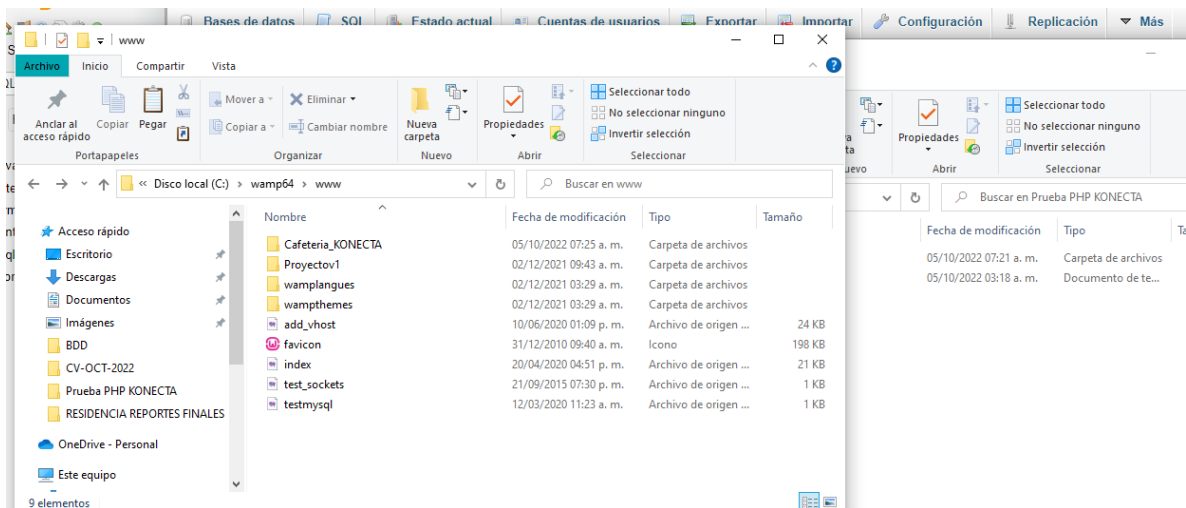 Bases de datos SQL Estado actual Cuentas de usuarios Exportar Importar Configuración Replicación Más
www
Archivo Inicio Compartir Vista
Anclar al acceso rápido
Copiar
Pegar
Portapapeles
Mover a
Copiar a
Eliminar
Cambiar nombre
Organizar
Nueva carpeta
Nuevo
Propiedades
Abrir
Seleccionar todo
No seleccionar ninguno
Invertir selección
Seleccionar
« Disco local (C:) › wamp64 › www
Buscar en www
Acceso rápido
Escritorio
Descargas
Documentos
Imágenes
BDD
CV-OCT-2022
Prueba PHP KONECTA
RESIDENCIA REPORTES FINALES
OneDrive - Personal
Este equipo
Nombre Fecha de modificación Tipo Tamaño
Cafeteria_KONECTA 05/10/2022 07:25 a. m. Carpeta de archivos
Proyectov1 02/12/2021 09:43 a. m. Carpeta de archivos
wamplangues 02/12/2021 03:29 a. m. Carpeta de archivos
wampthemes 02/12/2021 03:29 a. m. Carpeta de archivos
add_vhost 10/06/2020 01:09 p. m. Archivo de origen ... 24 KB
favicon 31/12/2010 09:40 a. m. Icono 198 KB
index 20/04/2020 04:51 p. m. Archivo de origen ... 21 KB
test_sockets 21/09/2015 07:30 p. m. Archivo de origen ... 1 KB
testmysql 12/03/2020 11:23 a. m. Archivo de origen ... 1 KB
9 elementos
Propiedades
Abrir
Seleccionar todo
No seleccionar ninguno
Invertir selección
Seleccionar
Buscar en Prueba PHP KONECTA
Fecha de modificación Tipo
05/10/2022 07:21 a. m. Carpeta de archivos
05/10/2022 03:18 a. m. Documento de te...